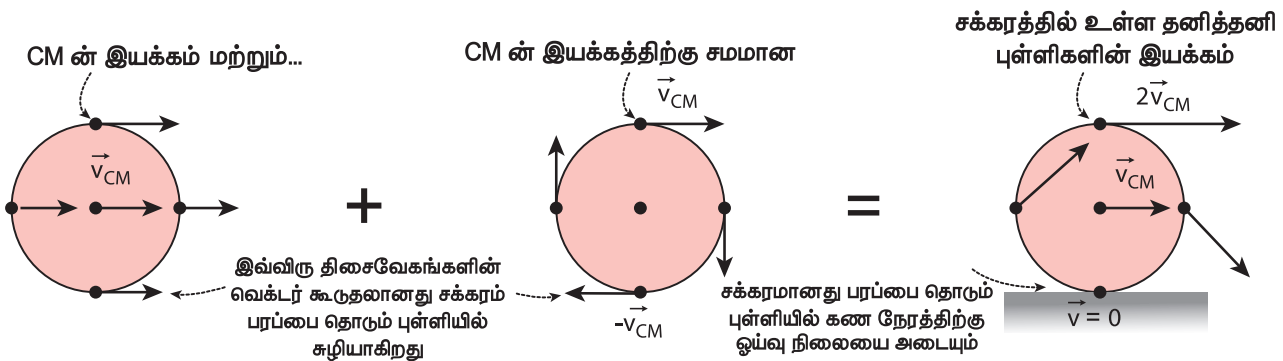 CM ன் இயக்கம் மற்றும்...
v⃗CM
CM ன் இயக்கத்திற்கு சமமான
v⃗CM
சக்கரத்தில் உள்ள தனித்தனி
புள்ளிகளின் இயக்கம்
2v⃗CM
v⃗CM
+
=
இவ்விரு திசைவேகங்களின்
வெக்டர் கூடுதலானது சக்கரம்
பரப்பை தொடும் புள்ளியில்
சுழியாகிறது
-v⃗CM
சக்கரமானது பரப்பை தொடும்
புள்ளியில் கண நேரத்திற்கு
ஓய்வு நிலையை அடையும்
v⃗ = 0